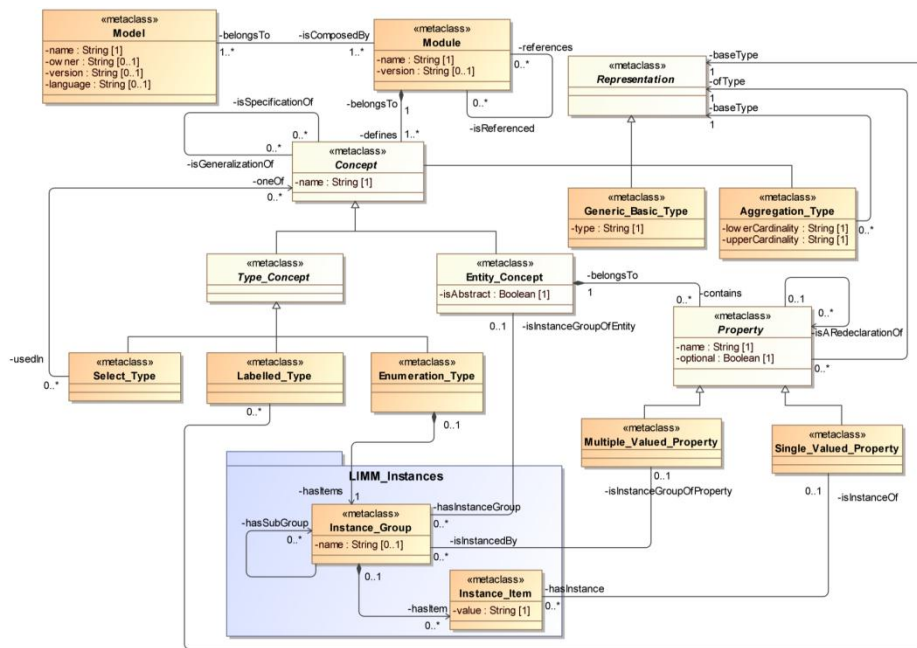 «metaclass»
Model
-name : String [1]
-owner : String [0..1]
-version : String [0..1]
-language : String [0..1]
-belongsTo
1..*
-isComposedBy
1..*
«metaclass»
Module
-name : String [1]
-version : String [0..1]
-references
0..*
0..*
-isReferenced
«metaclass»
Representation
-baseType
1
-ofType
1
-baseType
1
-belongsTo
1
-defines
1..*
-isSpecificationOf
0..*
0..*
-isGeneralizationOf
«metaclass»
Concept
-name : String [1]
-oneOf
0..*
«metaclass»
Generic_Basic_Type
-type : String [1]
«metaclass»
Aggregation_Type
-lowerCardinality : String [1]
-upperCardinality : String [1]
0..*
«metaclass»
Type_Concept
«metaclass»
Entity_Concept
-isAbstract : Boolean [1]
-belongsTo
1
-contains
0..*
0..1
-isInstanceGroupOfEntity
0..1
0..*
-isARedeclarationOf
«metaclass»
Property
-name : String [1]
-optional : Boolean [1]
0..*
-usedIn
0..*
«metaclass»
Select_Type
«metaclass»
Labelled_Type
0..*
«metaclass»
Enumeration_Type
0..1
«metaclass»
Multiple_Valued_Property
0..1
-isInstanceGroupOfProperty
«metaclass»
Single_Valued_Property
0..1
-isInstanceOf
LIMM_Instances
-hasItems
1
«metaclass»
Instance_Group
-name : String [0..1]
-hasSubGroup
0..*
-hasInstanceGroup
0..*
-isInstancedBy
0..*
0..1
-hasItem
0..*
«metaclass»
Instance_Item
-value : String [1]
-hasInstance
0..*